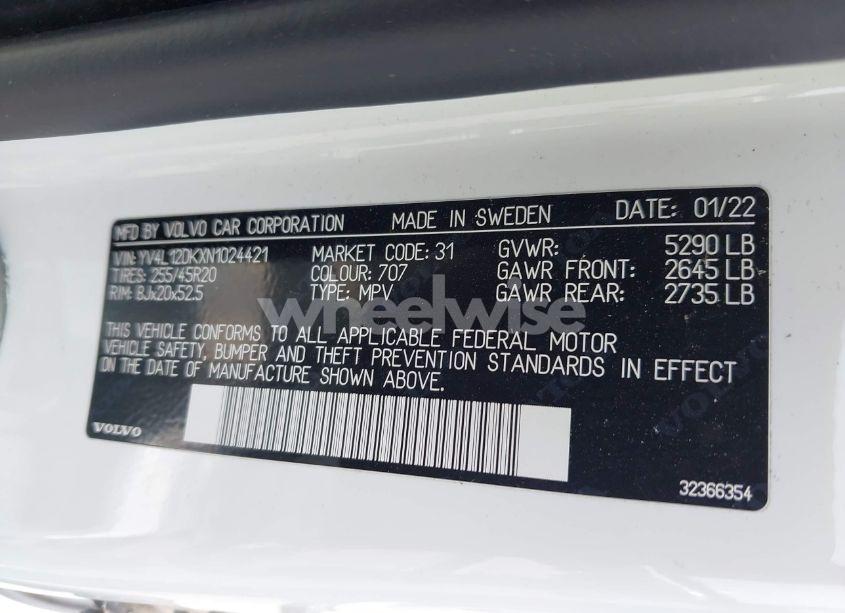 MFD BY VOLVO CAR CORPORATION MADE IN SWEDEN DATE: 01/22
VIN: YV4L12DKXN1024421 MARKET CODE: 31 GVWR: 5290 LB
TIRES: 255/45R20 COLOUR: 707 GAWR FRONT: 2645 LB
RIM: 8Jx20x52.5 TYPE: MPV GAWR REAR: 2735 LB
wheelwise
THIS VEHICLE CONFORMS TO ALL APPLICABLE FEDERAL MOTOR
VEHICLE SAFETY, BUMPER AND THEFT PREVENTION STANDARDS IN EFFECT
ON THE DATE OF MANUFACTURE SHOWN ABOVE.
VOLVO
32366354